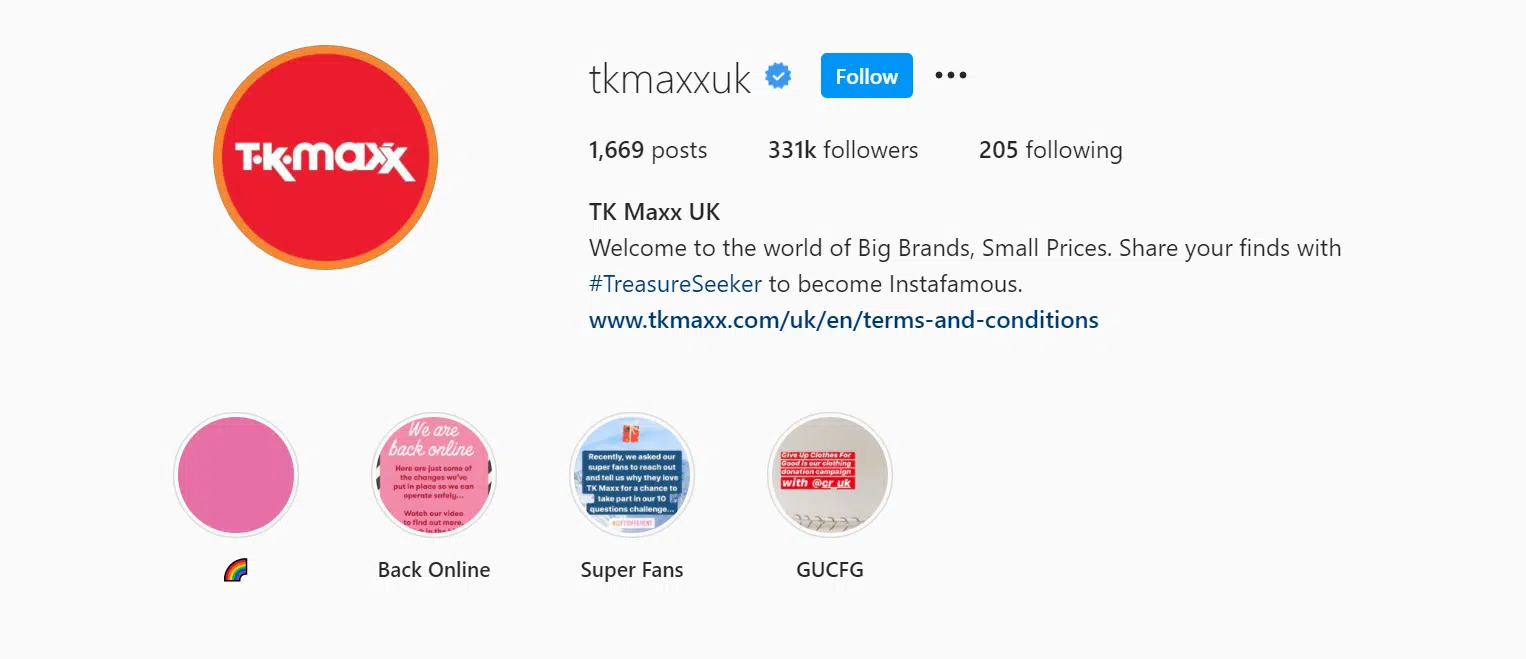 T·K·maxx
tkmaxxuk
Follow
1,669 posts 331k followers 205 following
TK Maxx UK
Welcome to the world of Big Brands, Small Prices. Share your finds with
#TreasureSeeker to become Instafamous.
www.tkmaxx.com/uk/en/terms-and-conditions
We are
back online
Here are just some of
the changes we've
put in place so we can
operate safely...
Watch our video
to find out more.
Recently, we asked our
super fans to reach out
and tell us why they love
TK Maxx for a chance to
take part in our 10
questions challenge...
Give Up Clothes For
Good is our clothing
donation campaign
with @cr_uk
🌈
Back Online
Super Fans
GUCFG